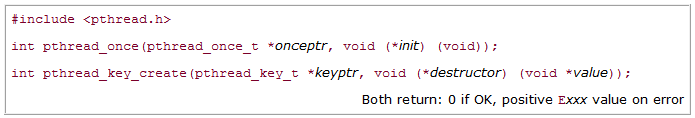 #include <pthread.h>
int pthread_once(pthread_once_t *onceptr, void (*init) (void));
int pthread_key_create(pthread_key_t *keyptr, void (*destructor) (void *value));
Both return: 0 if OK, positive Exxx value on error